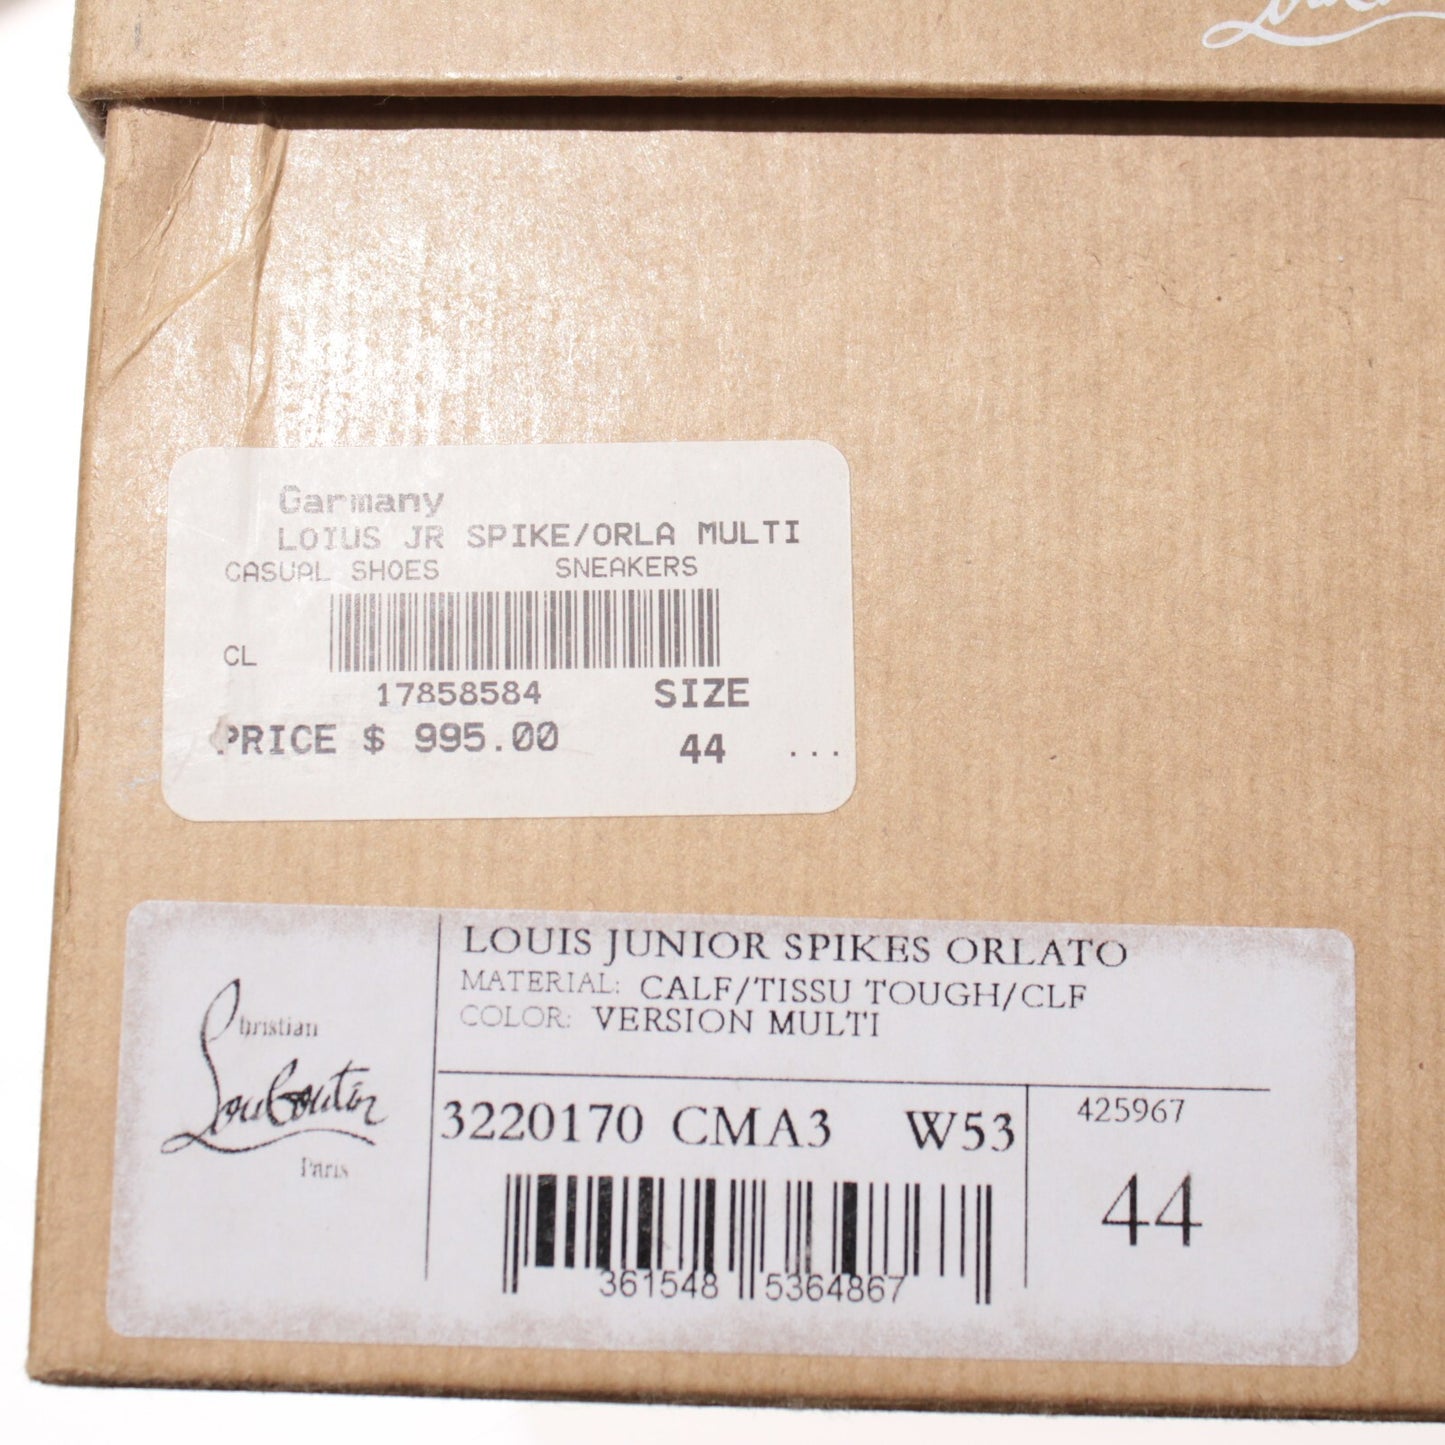 Garmany
LOIUS JR SPIKE/ORLA MULTI
CASUAL SHOES SNEAKERS
CL
17858584 SIZE
PRICE $ 995.00 44 ...
LOUIS JUNIOR SPIKES ORLATO
MATERIAL: CALF/TISSU TOUGH/CLF
COLOR: VERSION MULTI
Christian
Louboutin
Paris
3220170 CMA3 W53
425967
44
361548 5364867